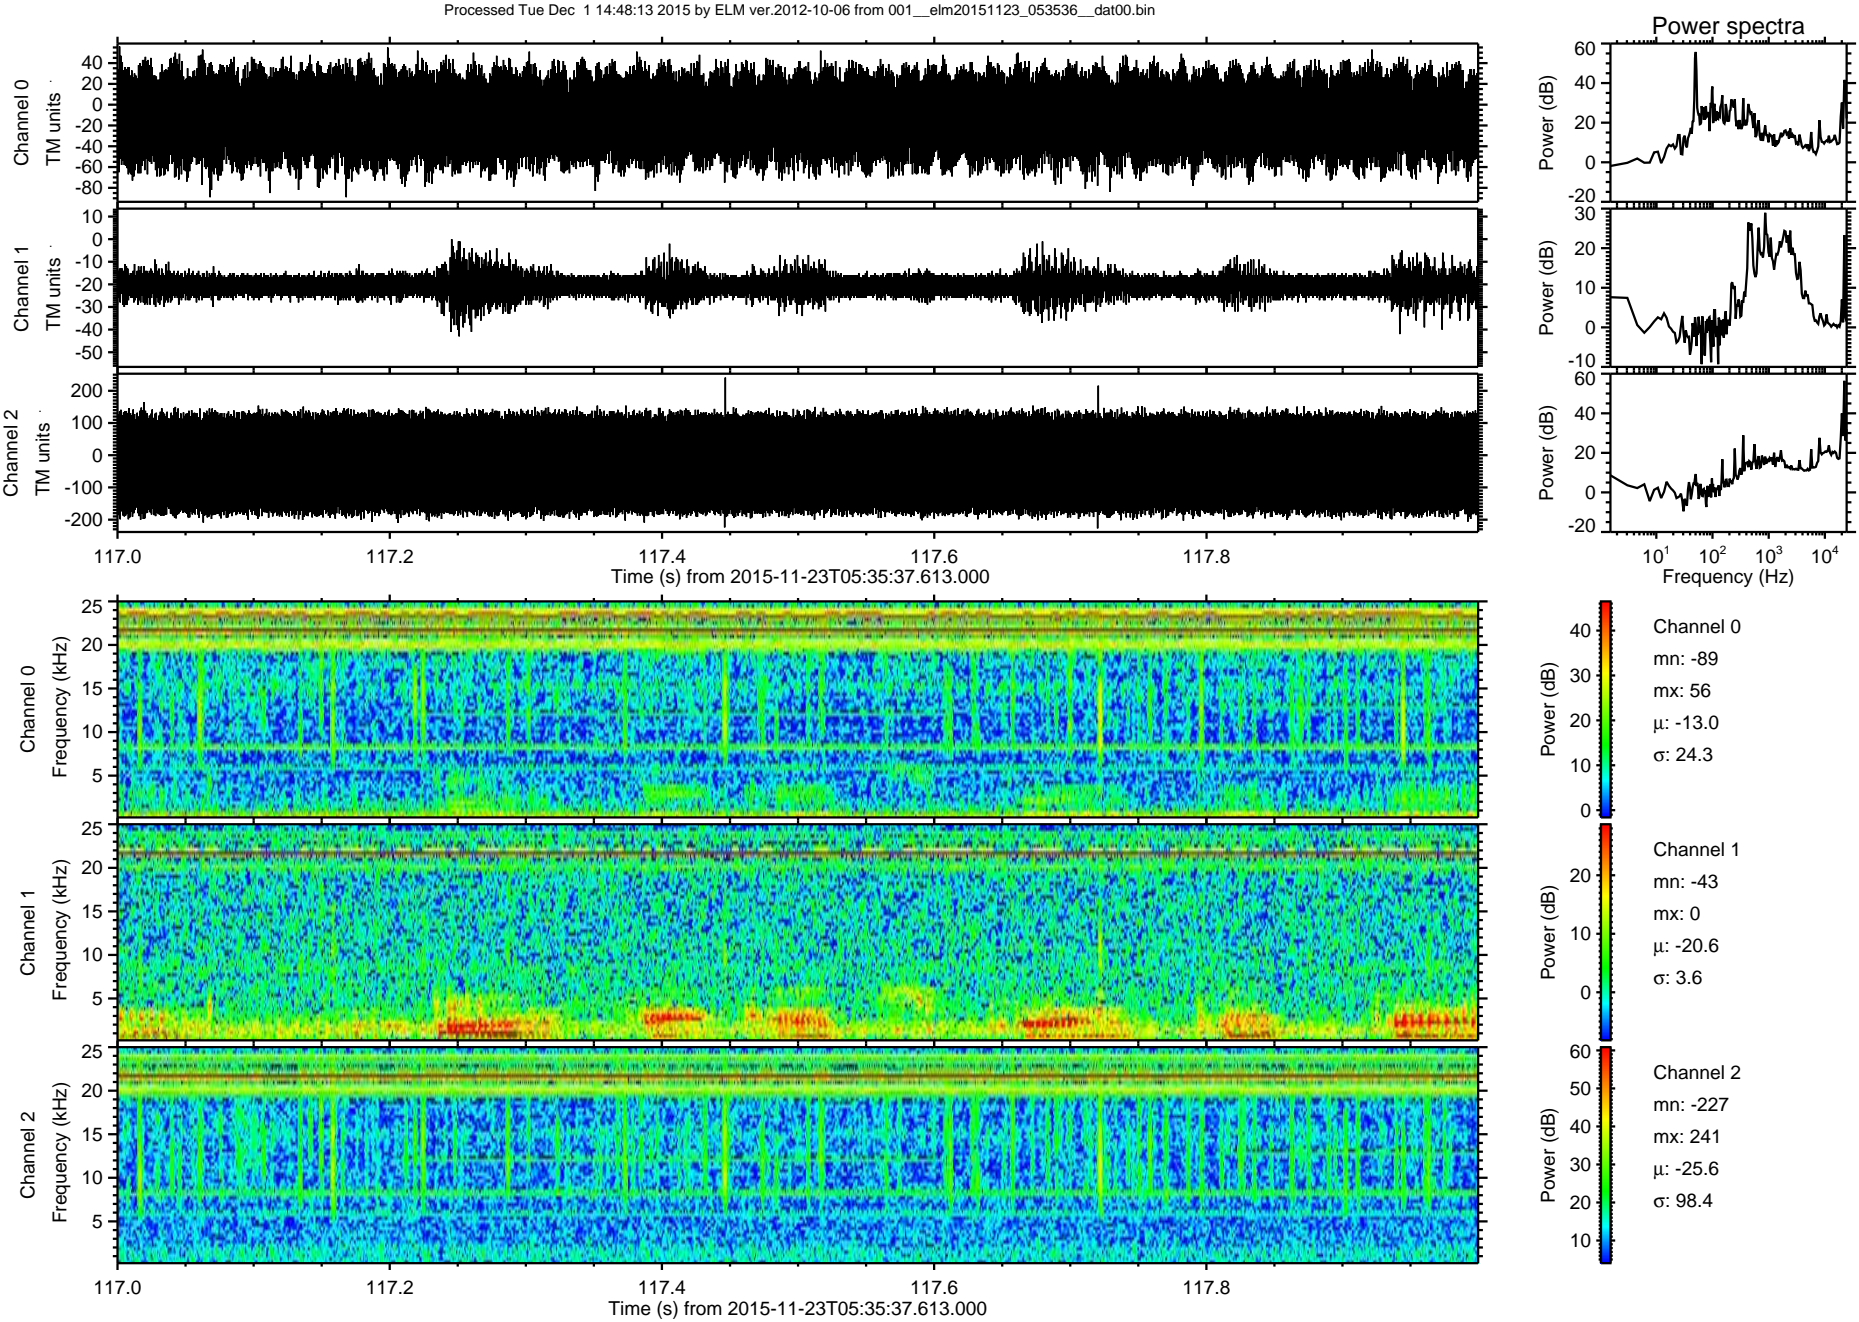 Processed Tue Dec  1 14:48:13 2015 by ELM ver.2012-10-06 from 001__elm20151123_053536__dat00.bin
Power spectra
Channel 0
TM units
40
20
0
-20
-40
-60
-80
Power (dB)
60
40
20
0
-20
Channel 1
TM units
10
0
-10
-20
-30
-40
-50
Power (dB)
30
20
10
0
-10
Channel 2
TM units
200
100
0
-100
-200
Power (dB)
60
40
20
0
-20
117.0 117.2 117.4 117.6 117.8
Time (s) from 2015-11-23T05:35:37.613.000
10^1 10^2 10^3 10^4
Frequency (Hz)
Channel 0
Frequency (kHz)
25
20
15
10
5
Power (dB)
40
30
20
10
0
Channel 0
mn: -89
mx: 56
μ: -13.0
σ: 24.3
Channel 1
Frequency (kHz)
25
20
15
10
5
Power (dB)
20
10
0
Channel 1
mn: -43
mx: 0
μ: -20.6
σ: 3.6
Channel 2
Frequency (kHz)
25
20
15
10
5
Power (dB)
60
50
40
30
20
10
Channel 2
mn: -227
mx: 241
μ: -25.6
σ: 98.4
117.0 117.2 117.4 117.6 117.8
Time (s) from 2015-11-23T05:35:37.613.000